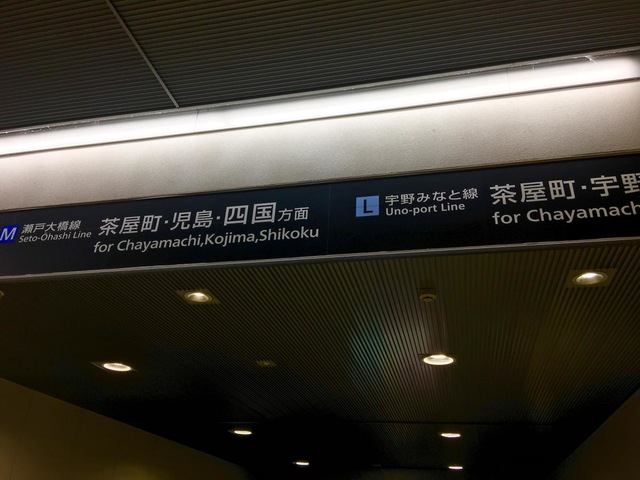 M 瀬戸大橋線 茶屋町・児島・四国方面
Seto-Ohashi Line for Chayamachi,Kojima,Shikoku
L 宇野みなと線 茶屋町・宇野
Uno-port Line for Chayamach